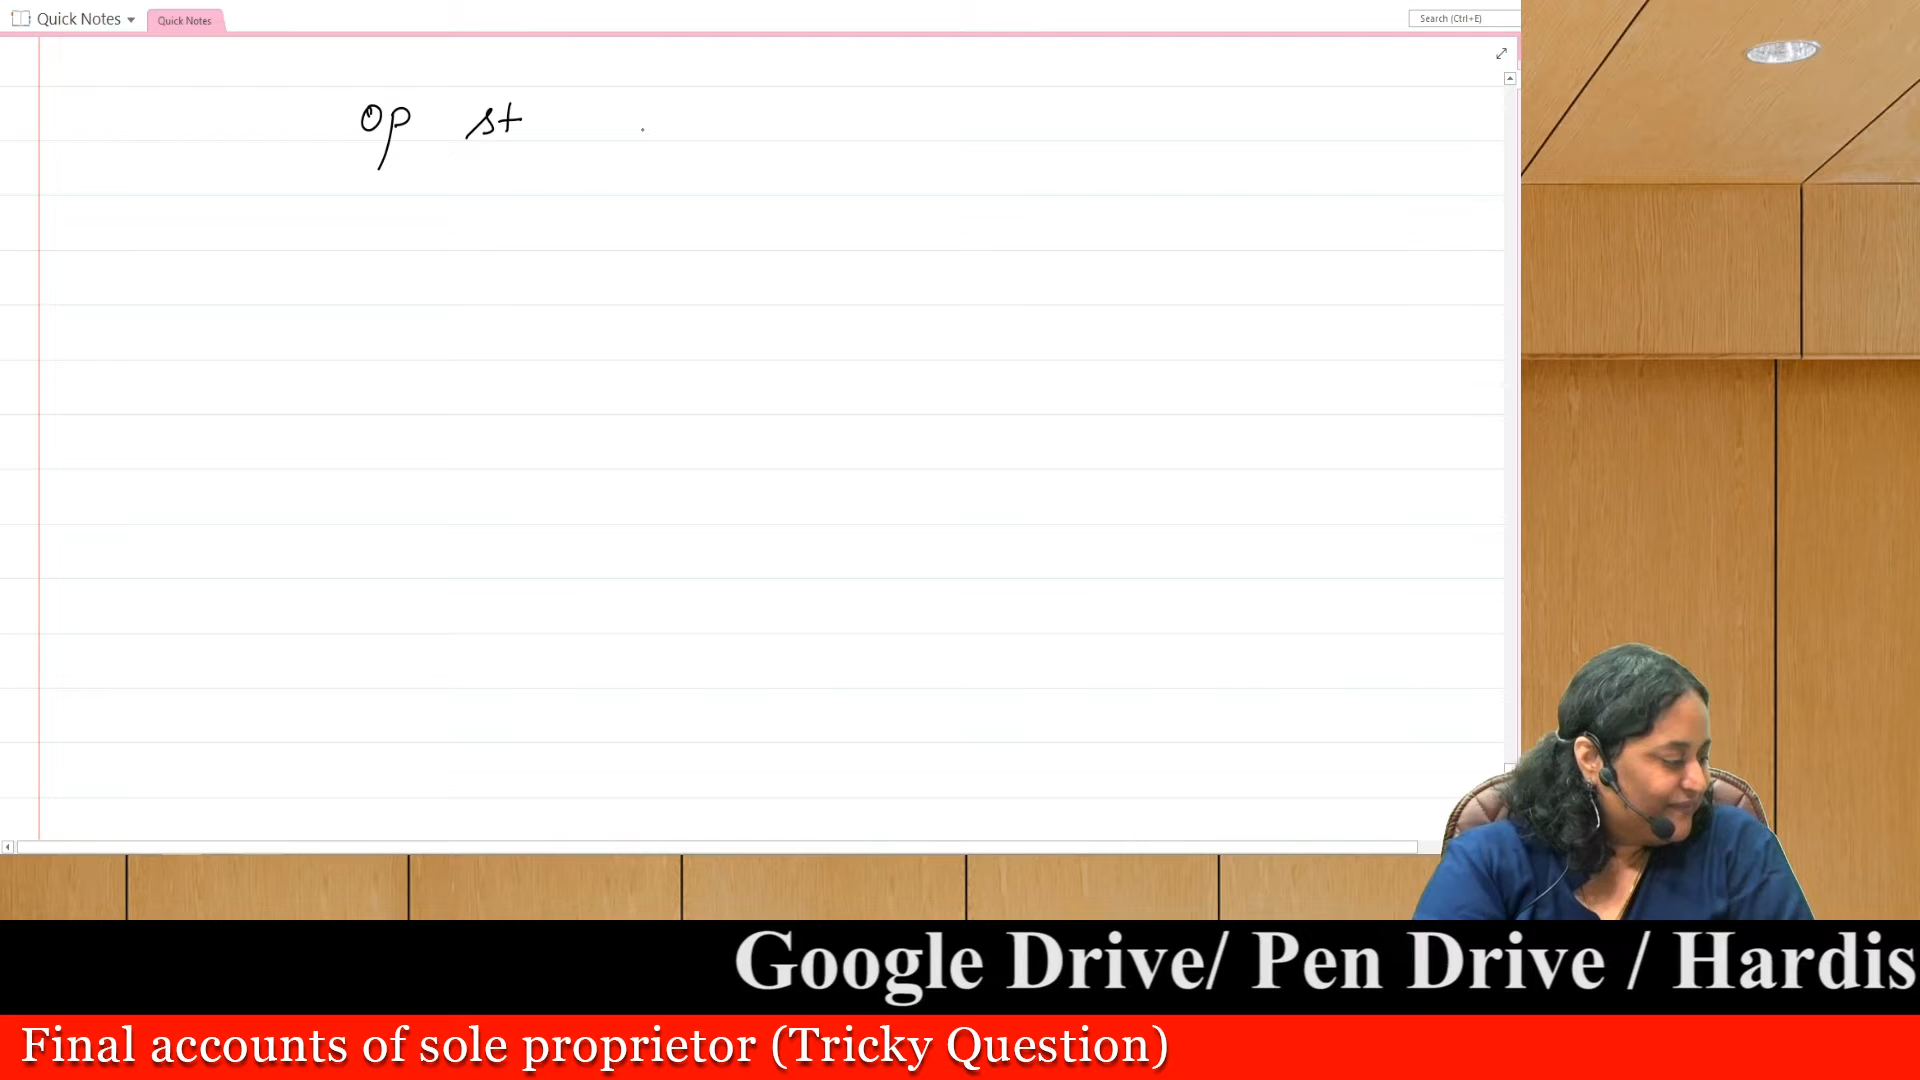 Quick Notes
Quick Notes
Search (Ctrl+E)
Op st
Google Drive/ Pen Drive / Hardis
Final accounts of sole proprietor (Tricky Question)